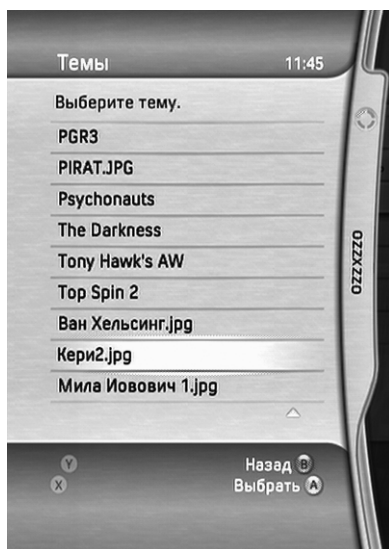 Темы 11:45
Выберите тему.
PGR3
PIRAT.JPG
Psychonauts
The Darkness
Tony Hawk's AW
Top Spin 2
Ван Хельсинг.jpg
Кери2.jpg
Мила Иовович 1.jpg
OZZXZZO
Y
Назад B
X
Выбрать A